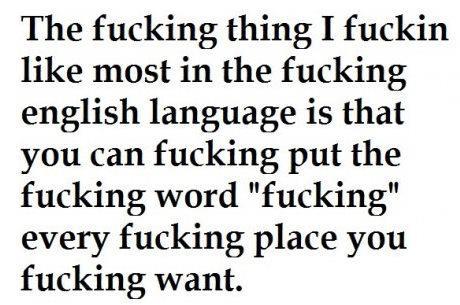 The fucking thing I fuckin
like most in the fucking
english language is that
you can fucking put the
fucking word "fucking"
every fucking place you
fucking want.